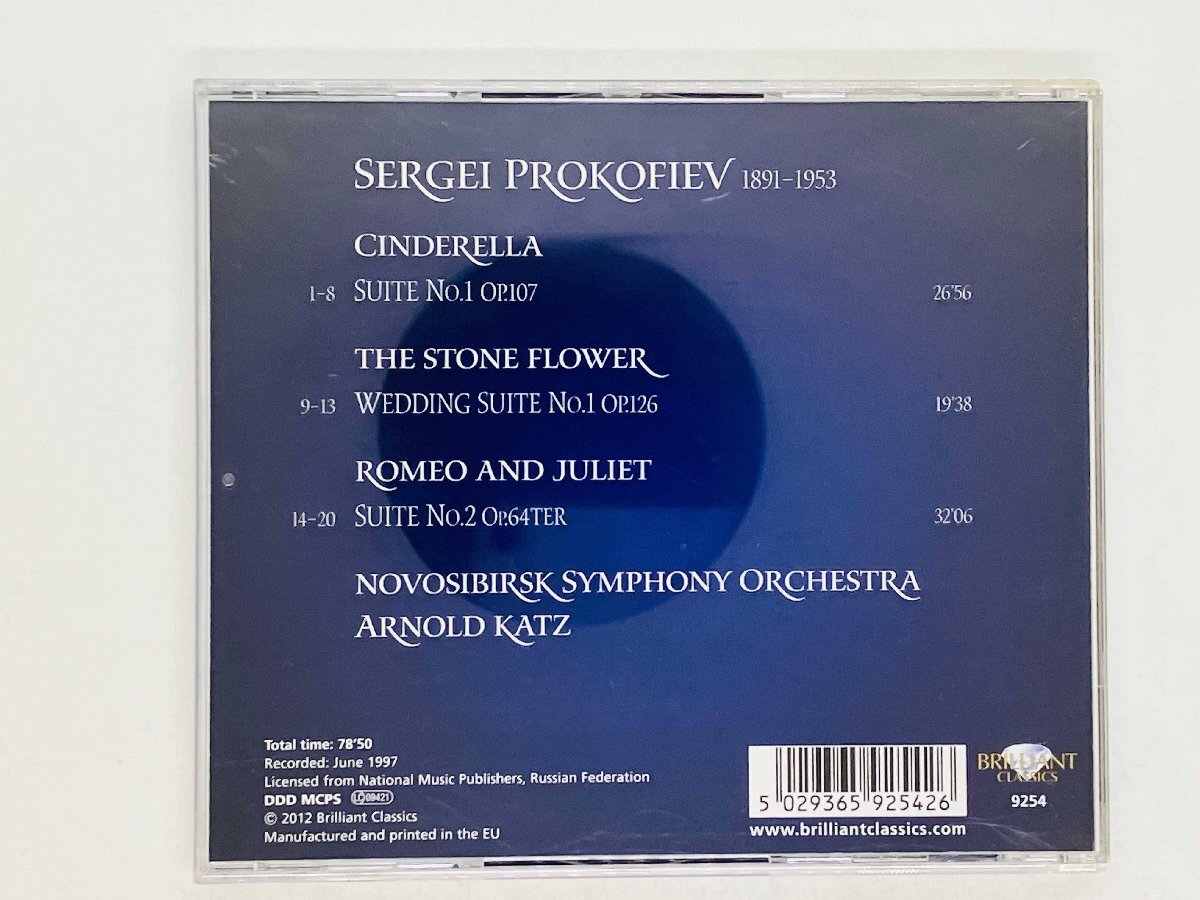 SERGEI PROKOFIEV 1891–1953
CINDERELLA
1–8 SUITE NO.1 OP.107 26'56
THE STONE FLOWER
9–13 WEDDING SUITE NO.1 OP.126 19'38
ROMEO AND JULIET
14–20 SUITE NO.2 OP.64TER 32'06
NOVOSIBIRSK SYMPHONY ORCHESTRA
ARNOLD KATZ
Total time: 78'50
Recorded: June 1997
Licensed from National Music Publishers, Russian Federation
DDD MCPS LC 09421
© 2012 Brilliant Classics
Manufactured and printed in the EU
5 029365 925426
www.brilliantclassics.com
BRILLIANT
CLASSICS
9254